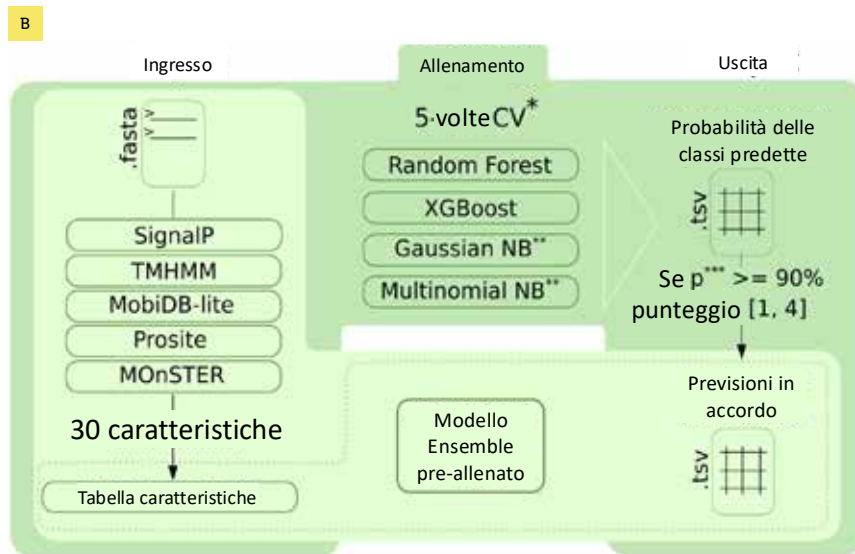 B
Ingresso
.fasta
>
>
SignalP
TMHMM
MobiDB-lite
Prosite
MOnSTER
30 caratteristiche
Tabella caratteristiche
Allenamento
5-volte CV*
Random Forest
XGBoost
Gaussian NB**
Multinomial NB**
Modello
Ensemble
pre-allenato
Uscita
Probabilità delle
classi predette
.tsv
Se p*** >= 90%
punteggio [1, 4]
Previsioni in
accordo
.tsv